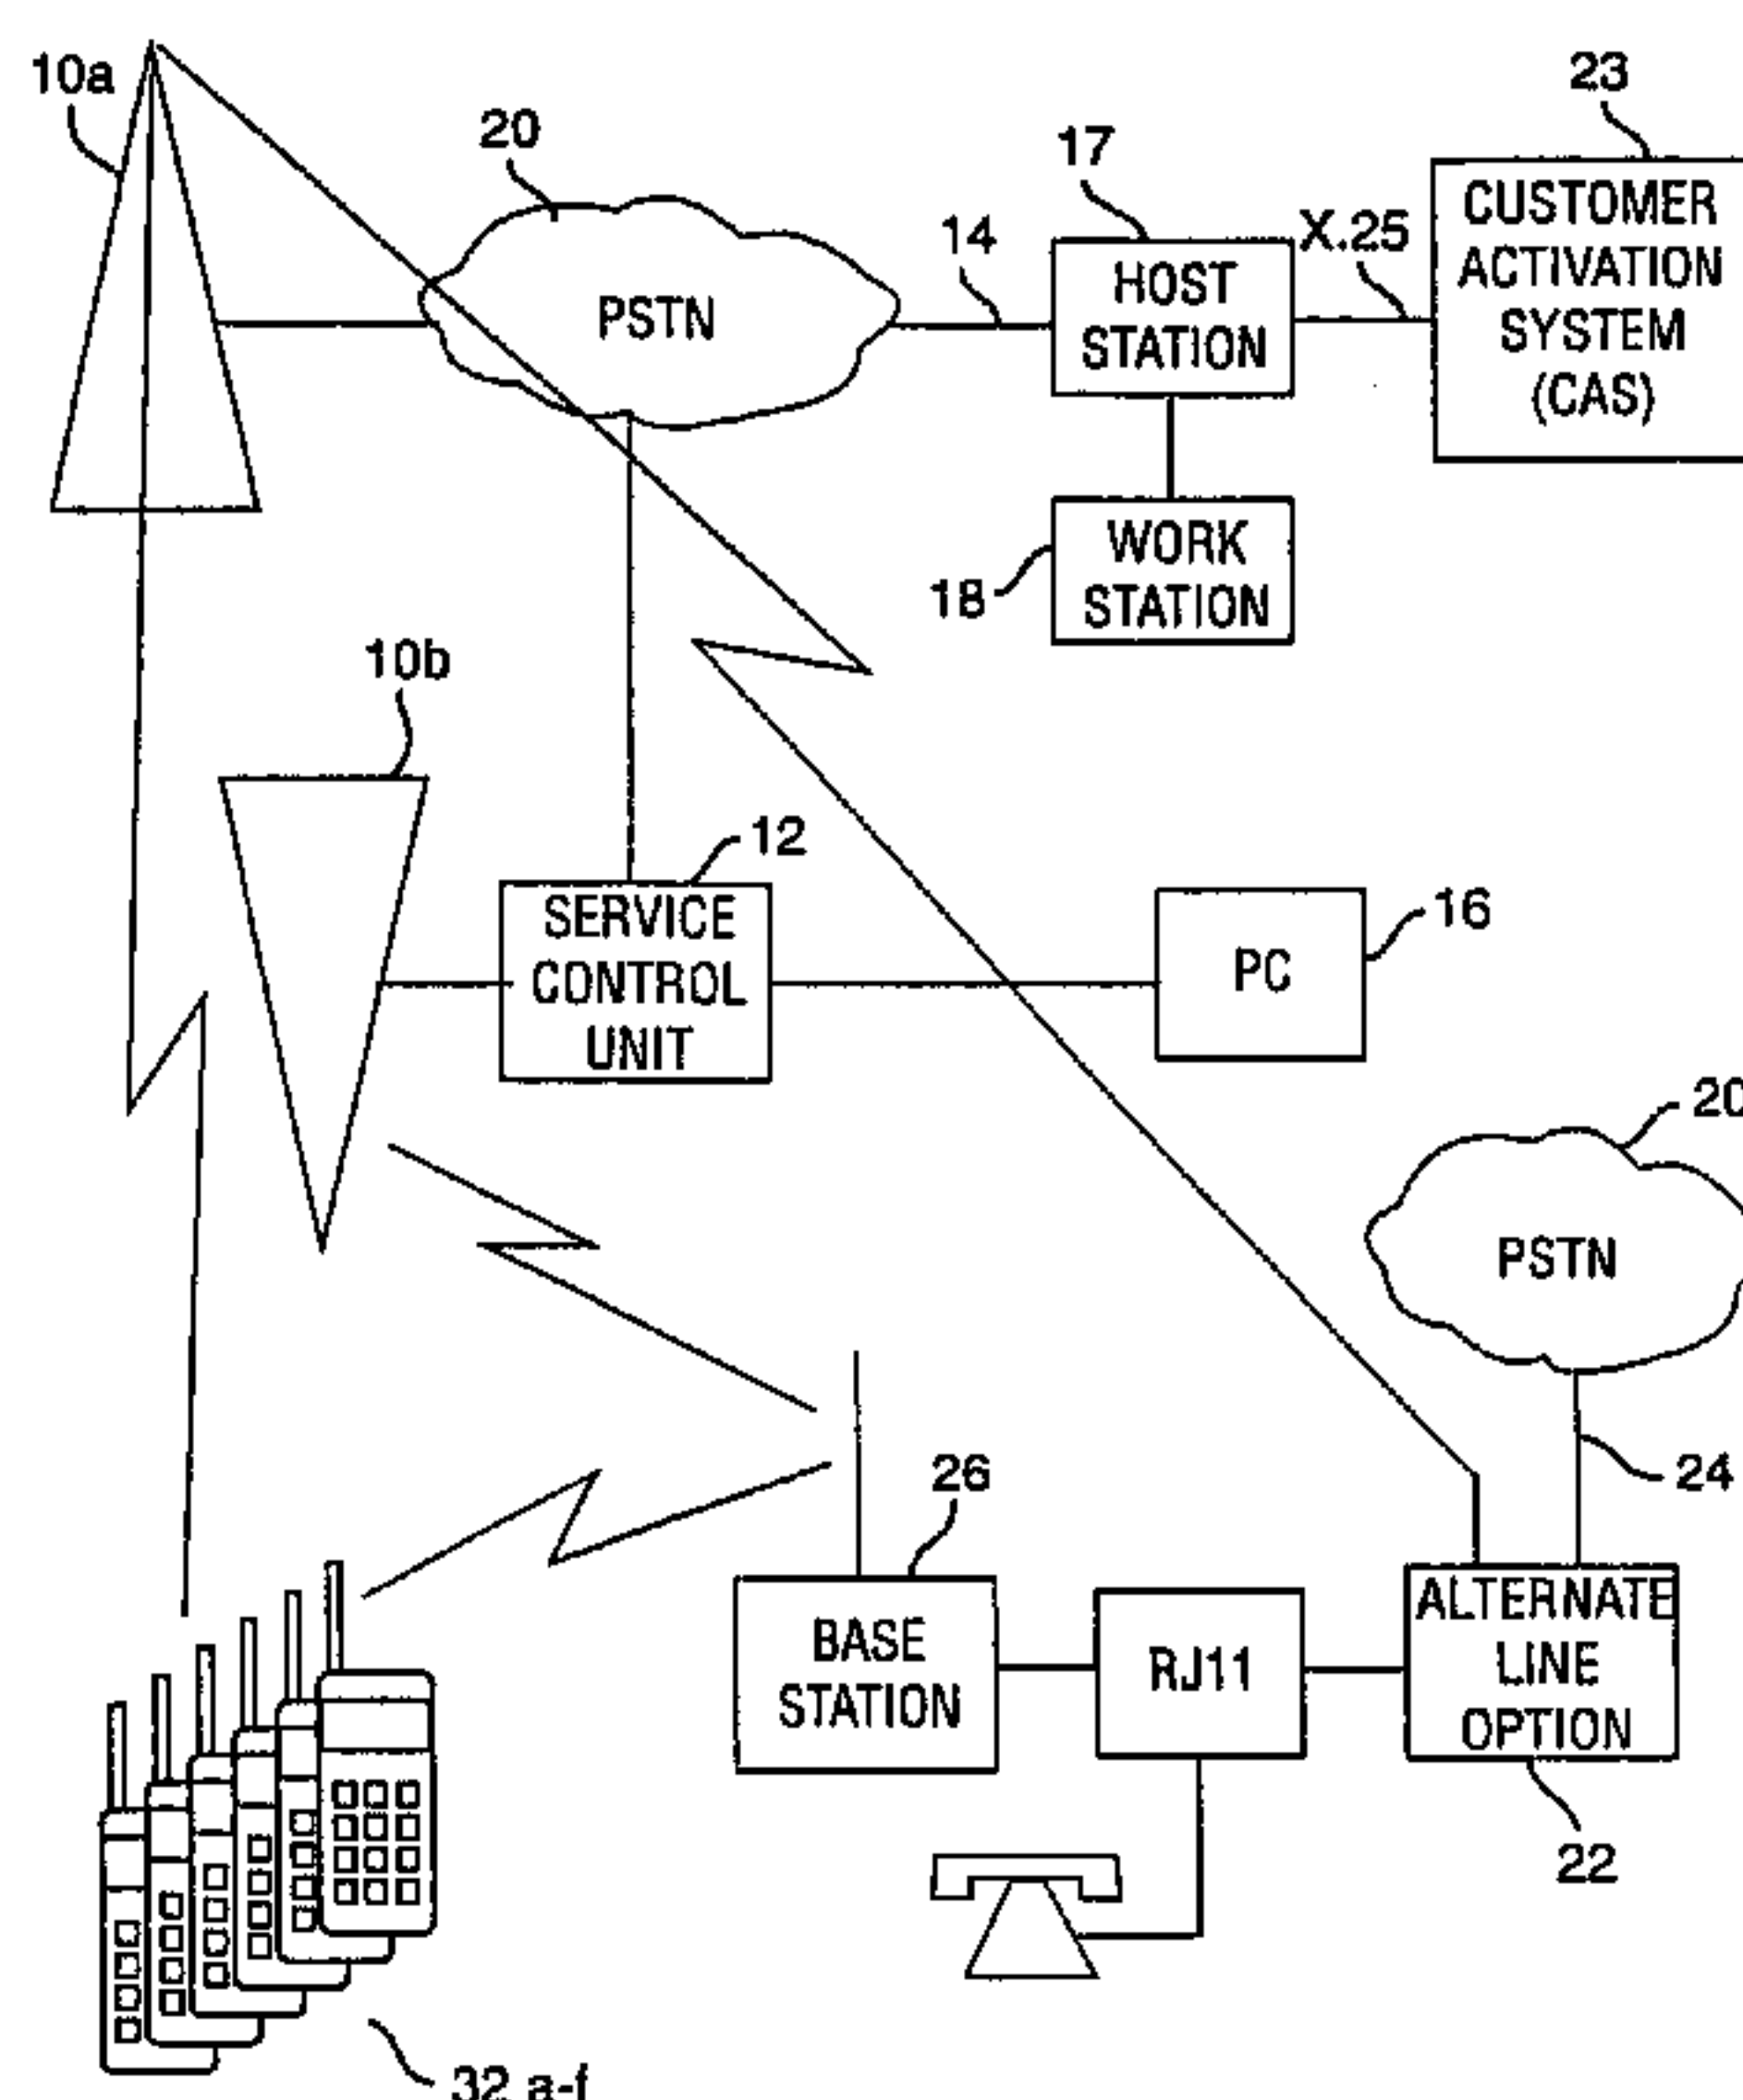 10a
20
17
23
14
X.25
CUSTOMER
ACTIVATION
SYSTEM
(CAS)
HOST
STATION
PSTN
18
WORK
STATION
10b
12
SERVICE
CONTROL
UNIT
16
PC
20
PSTN
24
26
BASE
STATION
RJ11
ALTERNATE
LINE
OPTION
22
32 a-f